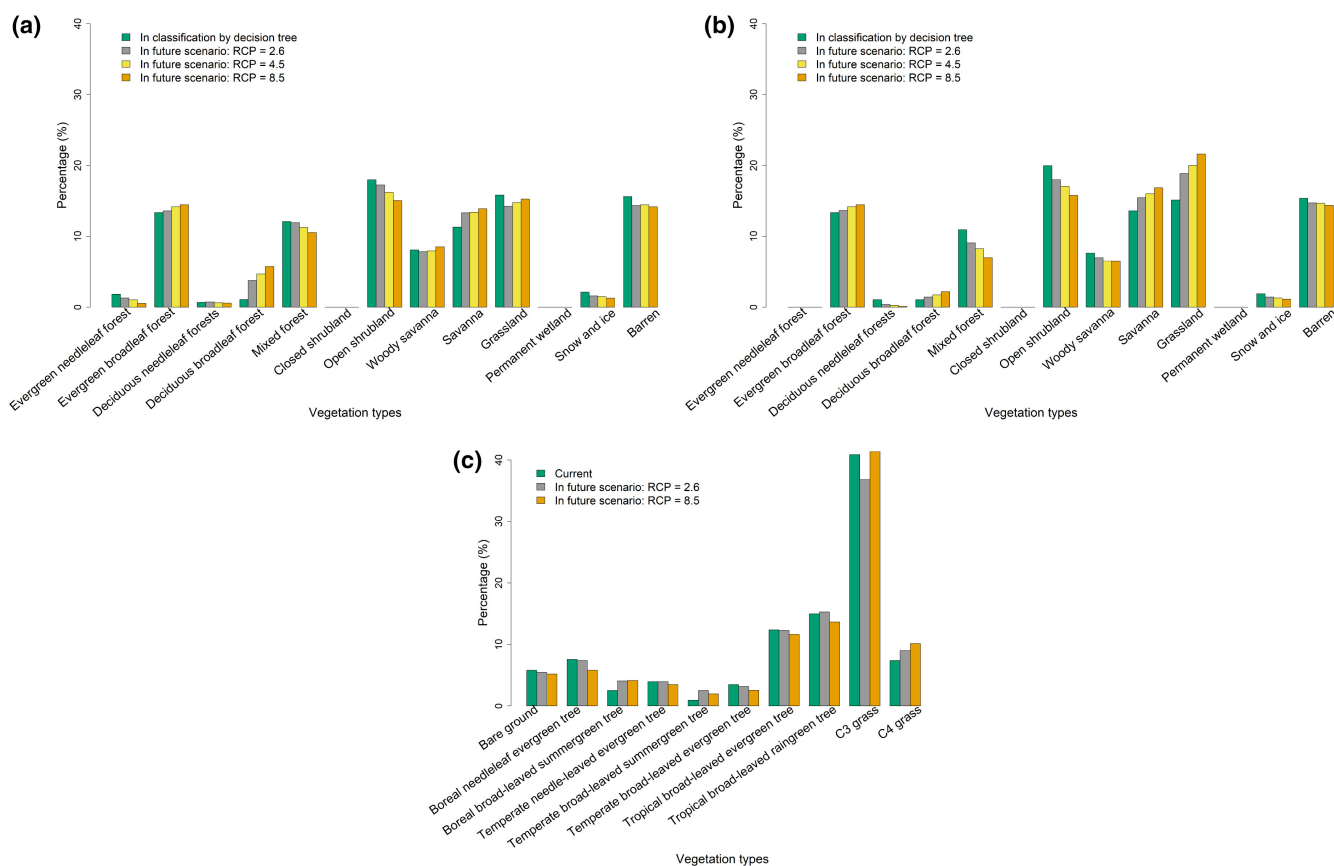 (a)
In classification by decision tree
In future scenario: RCP = 2.6
In future scenario: RCP = 4.5
In future scenario: RCP = 8.5
Percentage (%)
0
10
20
30
40
Evergreen needleleaf forest
Evergreen broadleaf forest
Deciduous needleleaf forests
Deciduous broadleaf forest
Mixed forest
Closed shrubland
Open shrubland
Woody savanna
Savanna
Grassland
Permanent wetland
Snow and ice
Barren
Vegetation types
(b)
In classification by decision tree
In future scenario: RCP = 2.6
In future scenario: RCP = 4.5
In future scenario: RCP = 8.5
Percentage (%)
0
10
20
30
40
Evergreen needleleaf forest
Evergreen broadleaf forest
Deciduous needleleaf forests
Deciduous broadleaf forest
Mixed forest
Closed shrubland
Open shrubland
Woody savanna
Savanna
Grassland
Permanent wetland
Snow and ice
Barren
Vegetation types
(c)
Current
In future scenario: RCP = 2.6
In future scenario: RCP = 8.5
Percentage (%)
0
10
20
30
40
Bare ground
Boreal needleleaf evergreen tree
Boreal broad-leaved summergreen tree
Temperate needle-leaved evergreen tree
Temperate broad-leaved summergreen tree
Temperate broad-leaved evergreen tree
Tropical broad-leaved evergreen tree
Tropical broad-leaved raingreen tree
C3 grass
C4 grass
Vegetation types